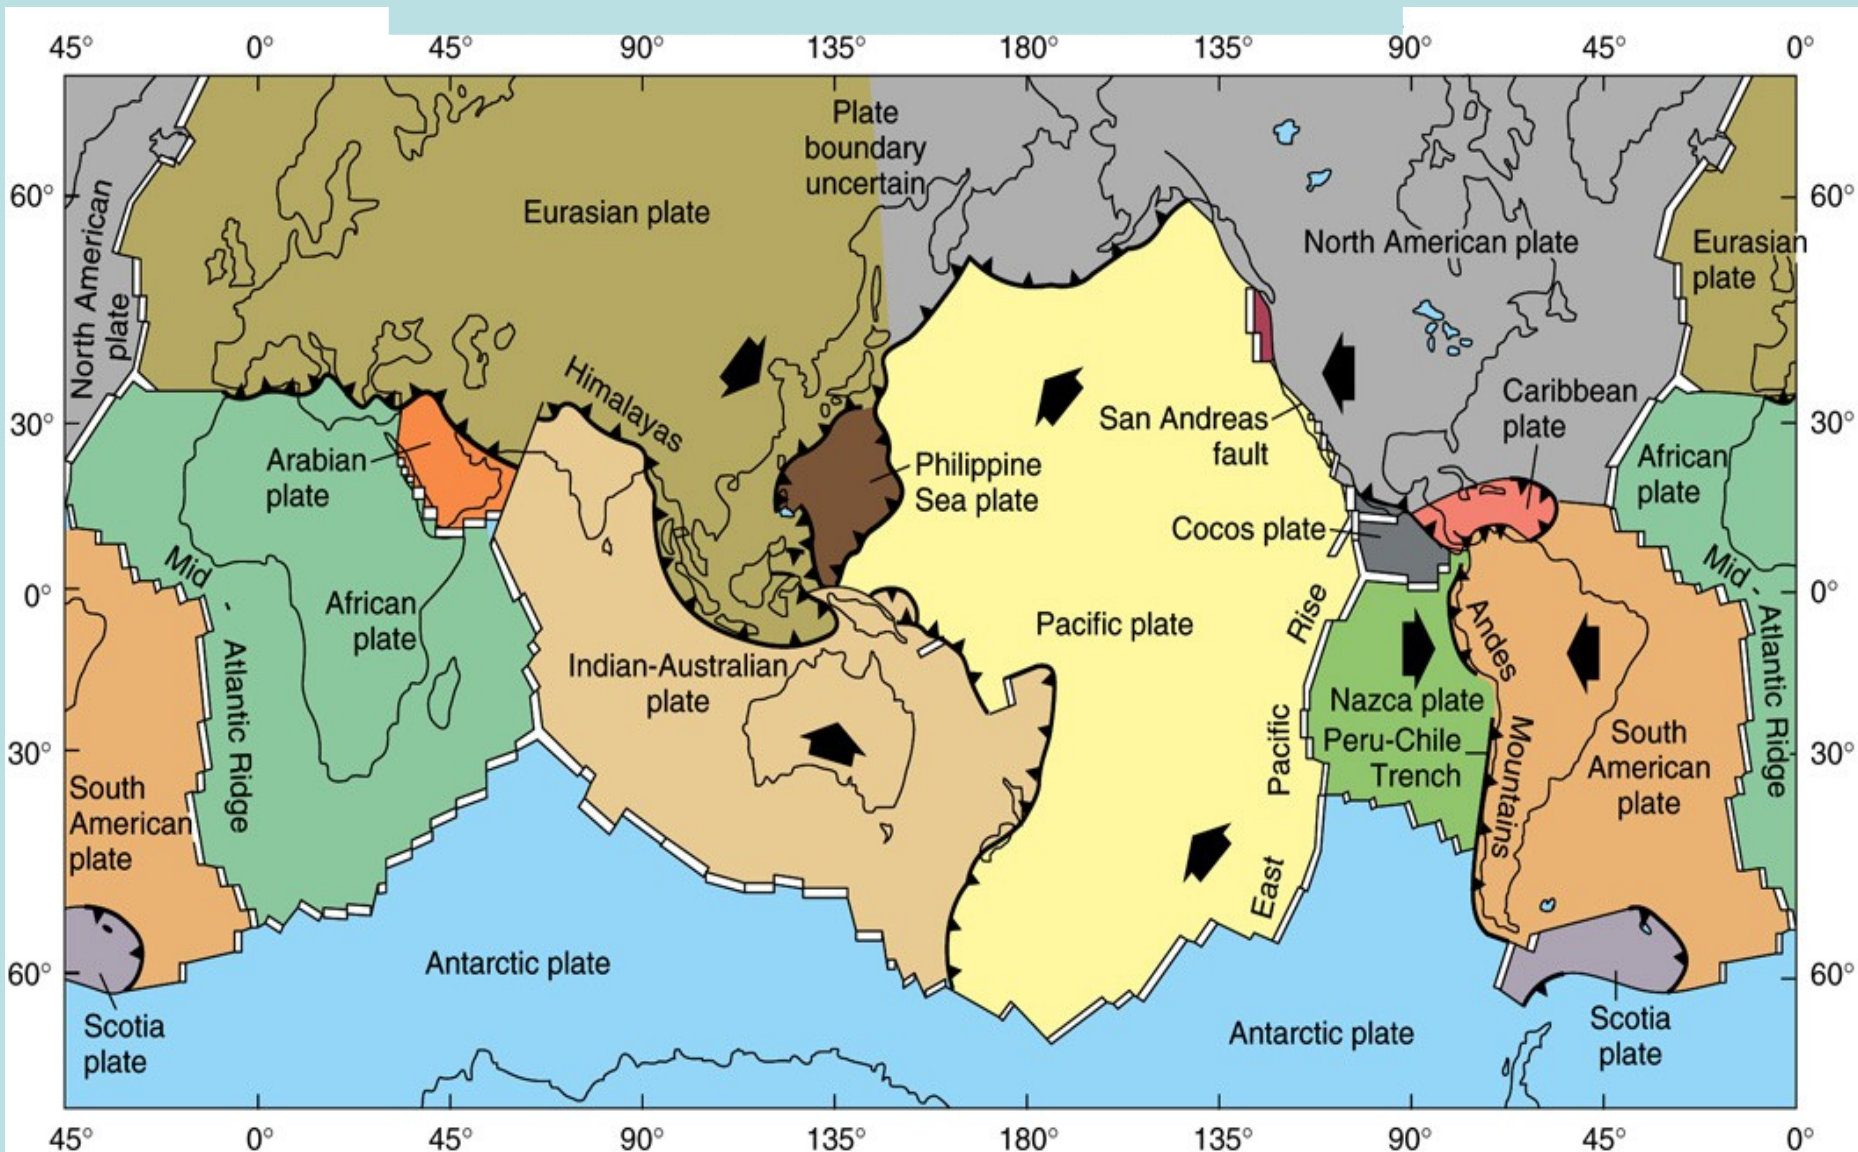 45° 0° 45° 90° 135° 180° 135° 90° 45° 0°
Plate
boundary
uncertain
60°
60°
North American
plate
Eurasian plate
North American plate
Eurasian
plate
Himalayas
Caribbean
plate
San Andreas
fault
30°
30°
Arabian
plate
Philippine
Sea plate
African
plate
Cocos plate
Mid - Atlantic Ridge
African
plate
Mid - Atlantic Ridge
0°
0°
Pacific plate
East Pacific Rise
Andes Mountains
Indian-Australian
plate
Nazca plate
Peru-Chile
Trench
South
American
plate
30°
30°
South
American
plate
60°
60°
Antarctic plate
Antarctic plate
Scotia
plate
Scotia
plate
45° 0° 45° 90° 135° 180° 135° 90° 45° 0°